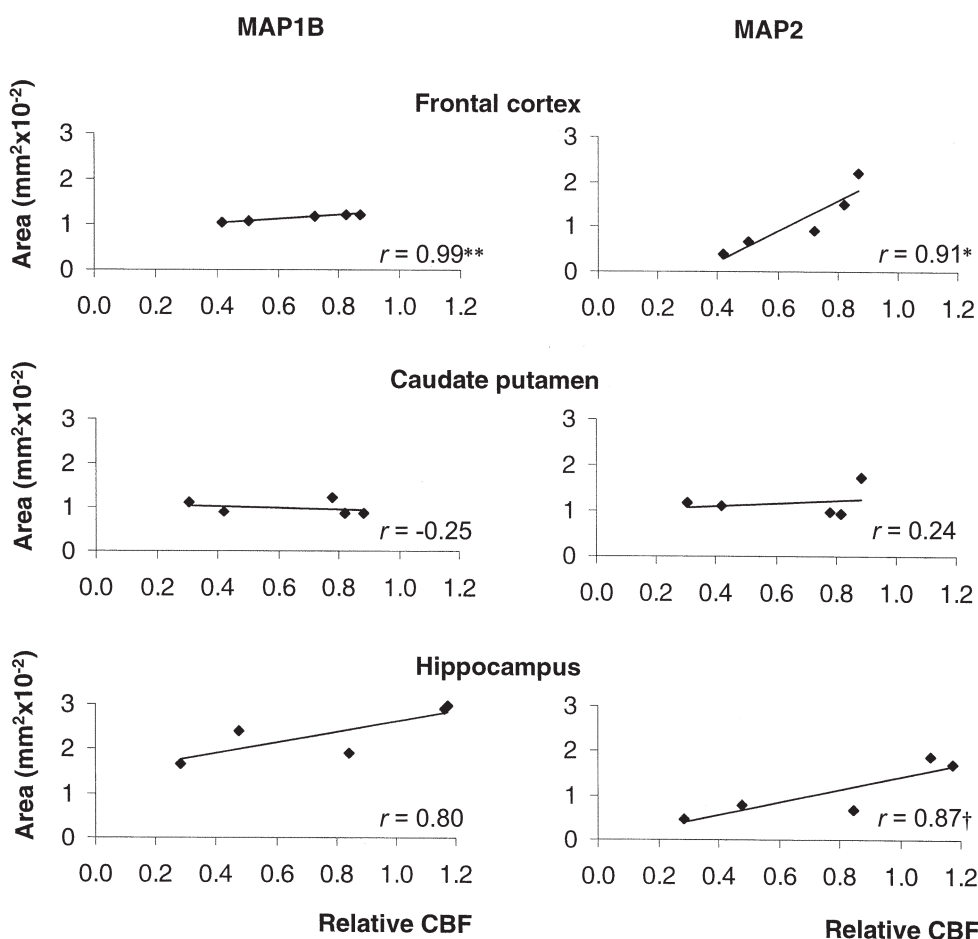 MAP1B MAP2
Frontal cortex
Area (mm²x10⁻²)
3
2
1
0
r = 0.99**
0.0 0.2 0.4 0.6 0.8 1.0 1.2
3
2
1
0
r = 0.91*
0.0 0.2 0.4 0.6 0.8 1.0 1.2
Caudate putamen
Area (mm²x10⁻²)
3
2
1
0
r = -0.25
0.0 0.2 0.4 0.6 0.8 1.0 1.2
3
2
1
0
r = 0.24
0.0 0.2 0.4 0.6 0.8 1.0 1.2
Hippocampus
Area (mm²x10⁻²)
3
2
1
0
r = 0.80
0.0 0.2 0.4 0.6 0.8 1.0 1.2
3
2
1
0
r = 0.87†
0.0 0.2 0.4 0.6 0.8 1.0 1.2
Relative CBF Relative CBF